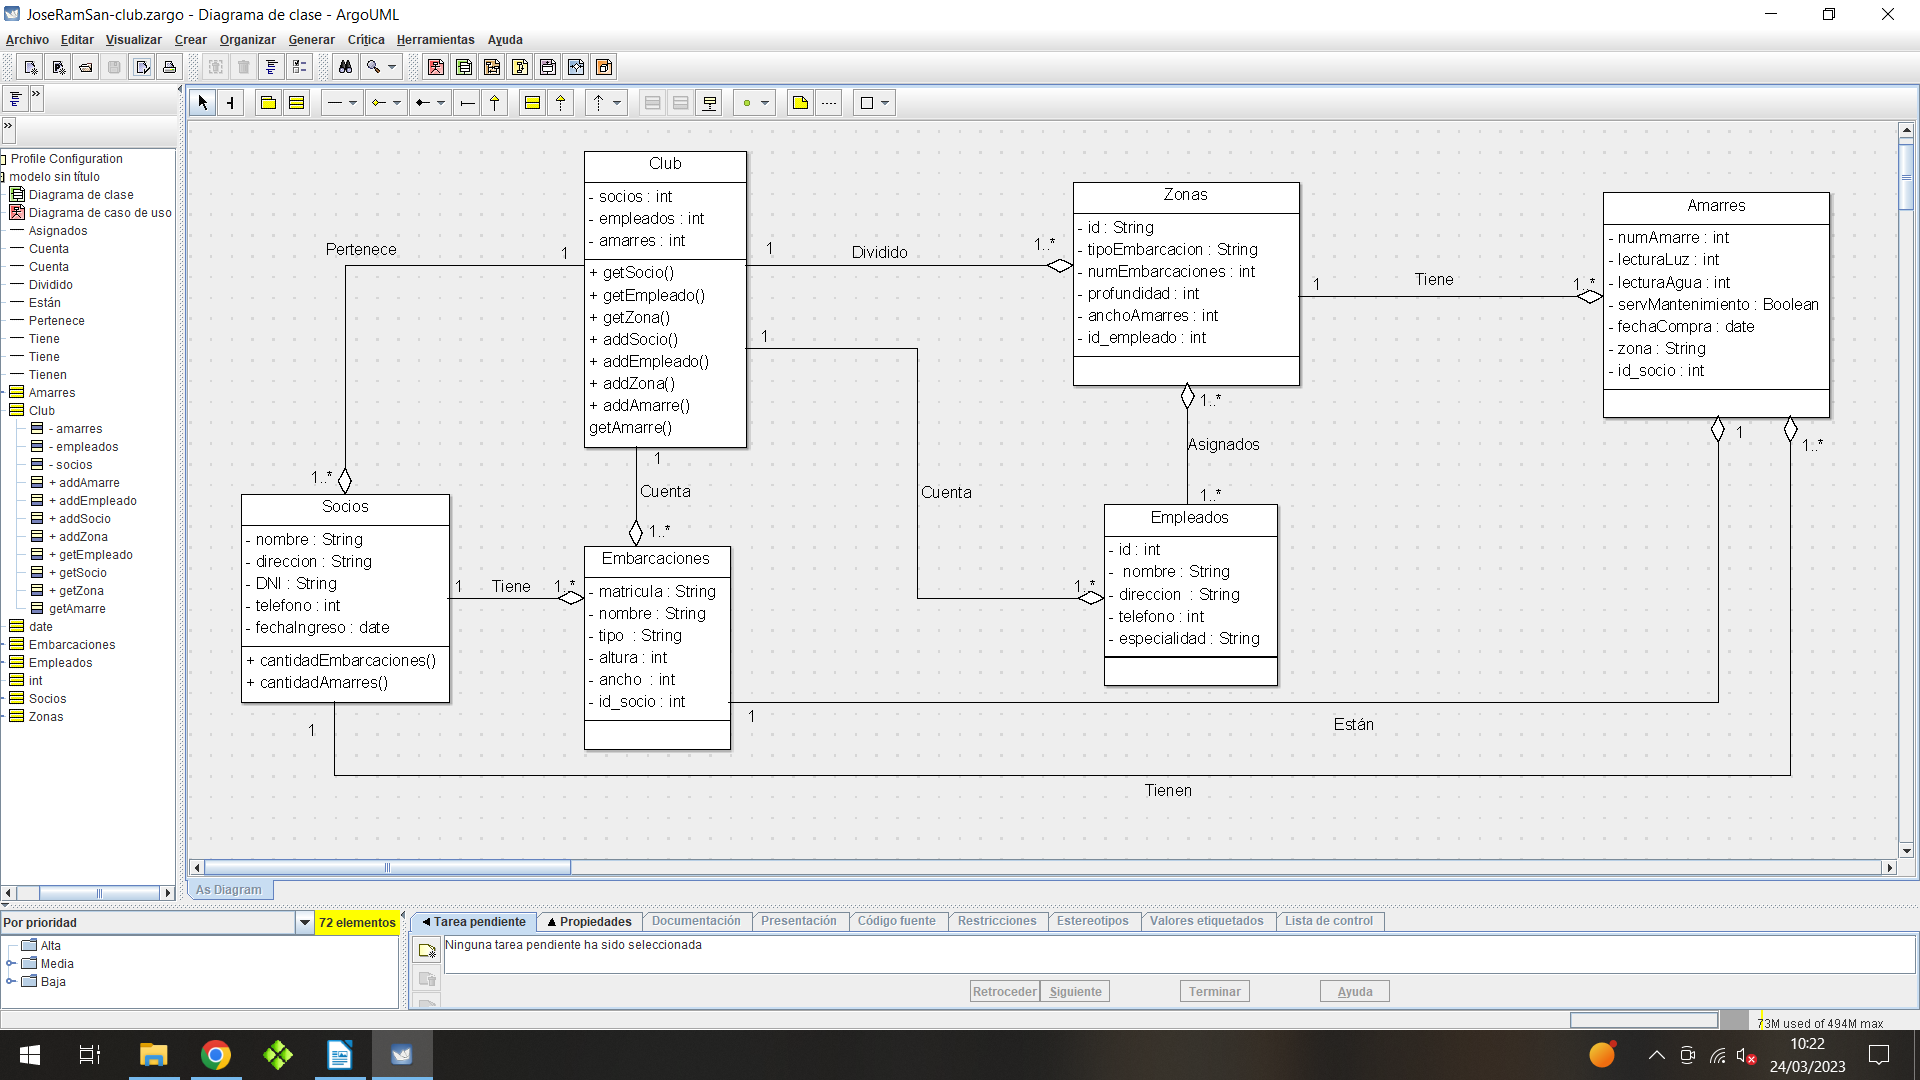 JoseRamSan-club.zargo - Diagrama de clase - ArgoUML
Archivo Editar Visualizar Crear Organizar Generar Crítica Herramientas Ayuda
Profile Configuration
modelo sin título
Diagrama de clase
Diagrama de caso de uso
Asignados
Cuenta
Cuenta
Dividido
Están
Pertenece
Tiene
Tiene
Tienen
Amarres
Club
- amarres
- empleados
- socios
+ addAmarre
+ addEmpleado
+ addSocio
+ addZona
+ getEmpleado
+ getSocio
+ getZona
getAmarre
date
Embarcaciones
Empleados
int
Socios
Zonas
Club
- socios : int
- empleados : int
- amarres : int
+ getSocio()
+ getEmpleado()
+ getZona()
+ addSocio()
+ addEmpleado()
+ addZona()
+ addAmarre()
getAmarre()
Zonas
- id : String
- tipoEmbarcacion : String
- numEmbarcaciones : int
- profundidad : int
- anchoAmarres : int
- id_empleado : int
Amarres
- numAmarre : int
- lecturaLuz : int
- lecturaAgua : int
- servMantenimiento : Boolean
- fechaCompra : date
- zona : String
- id_socio : int
Pertenece
1
1..*
1
Dividido
1..*
1
Tiene
1..*
1
Cuenta
1..*
1
Cuenta
1..*
1..*
Asignados
1..*
1
1..*
Socios
- nombre : String
- direccion : String
- DNI : String
- telefono : int
- fechaIngreso : date
+ cantidadEmbarcaciones()
+ cantidadAmarres()
1
Tiene
1..*
Embarcaciones
- matricula : String
- nombre : String
- tipo : String
- altura : int
- ancho : int
- id_socio : int
Empleados
- id : int
- nombre : String
- direccion : String
- telefono : int
- especialidad : String
1
Están
1
Tienen
As Diagram
Por prioridad
72 elementos
Alta
Media
Baja
Tarea pendiente Propiedades Documentación Presentación Código fuente Restricciones Estereotipos Valores etiquetados Lista de control
Ninguna tarea pendiente ha sido seleccionada
Retroceder Siguiente Terminar Ayuda
73M used of 494M max
10:22
24/03/2023